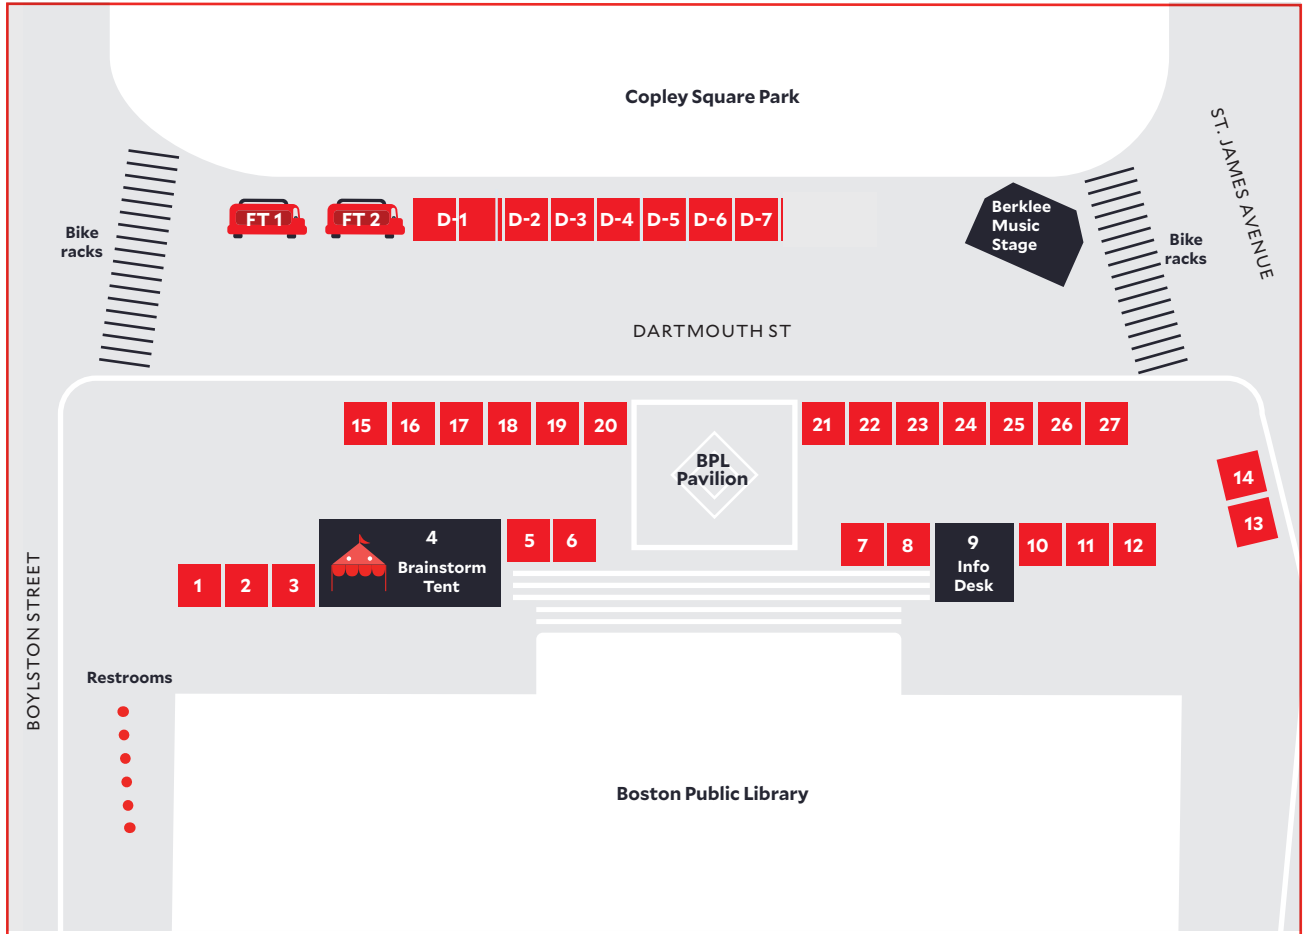 Copley Square Park
ST. JAMES AVENUE
FT 1
FT 2
D-1
D-2
D-3
D-4
D-5
D-6
D-7
Berklee
Music
Stage
Bike
racks
Bike
racks
DARTMOUTH ST
15
16
17
18
19
20
BPL
Pavilion
21
22
23
24
25
26
27
14
13
1
2
3
4
Brainstorm
Tent
5
6
7
8
9
Info
Desk
10
11
12
BOYLSTON STREET
Restrooms
Boston Public Library